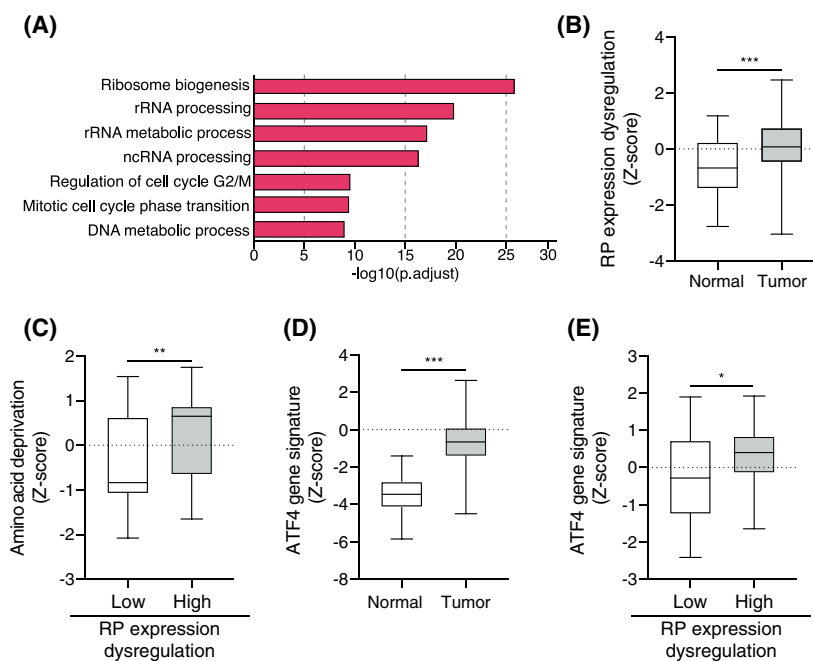 (A)
Ribosome biogenesis
rRNA processing
rRNA metabolic process
ncRNA processing
Regulation of cell cycle G2/M
Mitotic cell cycle phase transition
DNA metabolic process
0 5 10 15 20 25 30
-log10(p.adjust)
(B)
RP expression dysregulation
(Z-score)
4
2
0
-2
-4
***
Normal Tumor
(C)
Amino acid deprivation
(Z-score)
2
1
0
-1
-2
-3
**
Low High
RP expression
dysregulation
(D)
ATF4 gene signature
(Z-score)
4
2
0
-2
-4
-6
-8
***
Normal Tumor
(E)
ATF4 gene signature
(Z-score)
3
2
1
0
-1
-2
-3
*
Low High
RP expression
dysregulation